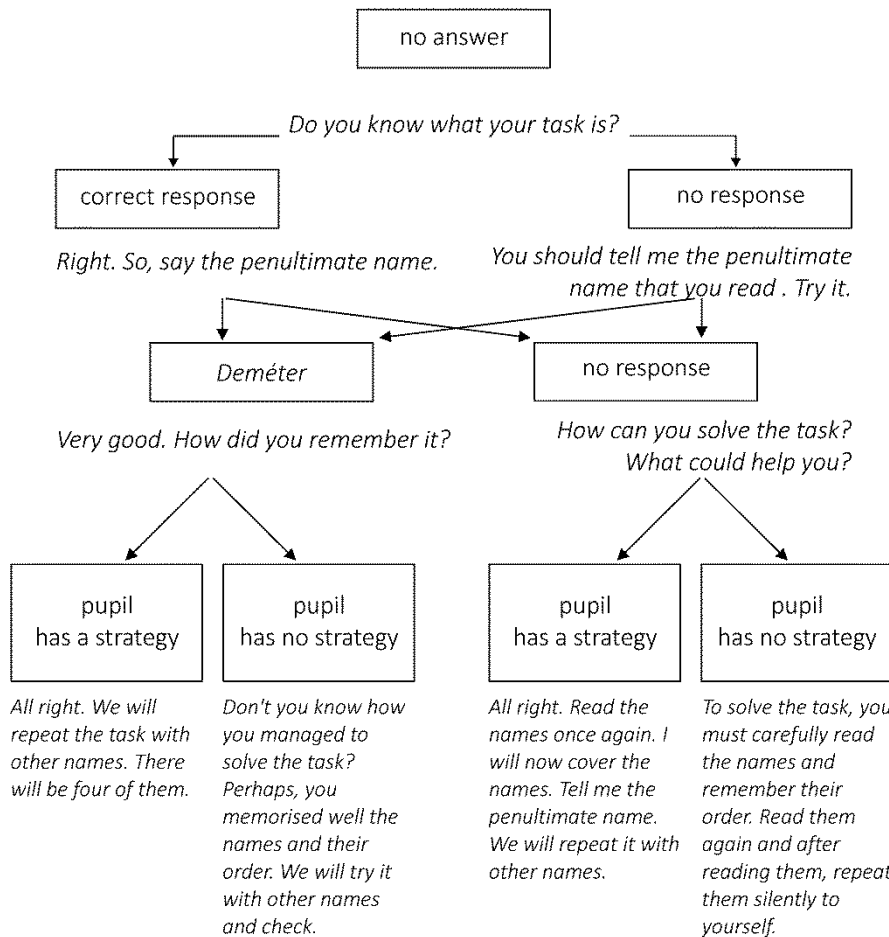 no answer
Do you know what your task is?
correct response
no response
Right. So, say the penultimate name.
You should tell me the penultimate
name that you read . Try it.
Deméter
no response
Very good. How did you remember it?
How can you solve the task?
What could help you?
pupil
has a strategy
pupil
has no strategy
pupil
has a strategy
pupil
has no strategy
All right. We will
repeat the task with
other names. There
will be four of them.
Don't you know how
you managed to
solve the task?
Perhaps, you
memorised well the
names and their
order. We will try it
with other names
and check.
All right. Read the
names once again. I
will now cover the
names. Tell me the
penultimate name.
We will repeat it with
other names.
To solve the task, you
must carefully read
the names and
remember their
order. Read them
again and after
reading them, repeat
them silently to
yourself.